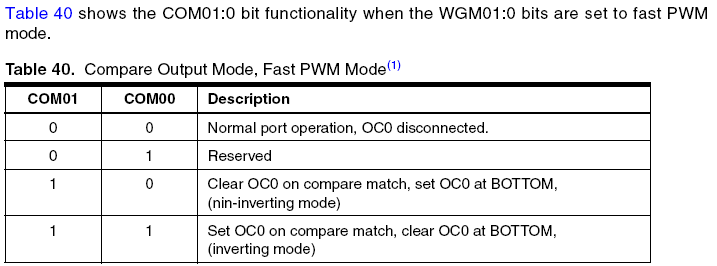 Table 40 shows the COM01:0 bit functionality when the WGM01:0 bits are set to fast PWM
mode.
Table 40. Compare Output Mode, Fast PWM Mode(1)
COM01 COM00 Description
0 0 Normal port operation, OC0 disconnected.
0 1 Reserved
1 0 Clear OC0 on compare match, set OC0 at BOTTOM,
(nin-inverting mode)
1 1 Set OC0 on compare match, clear OC0 at BOTTOM,
(inverting mode)